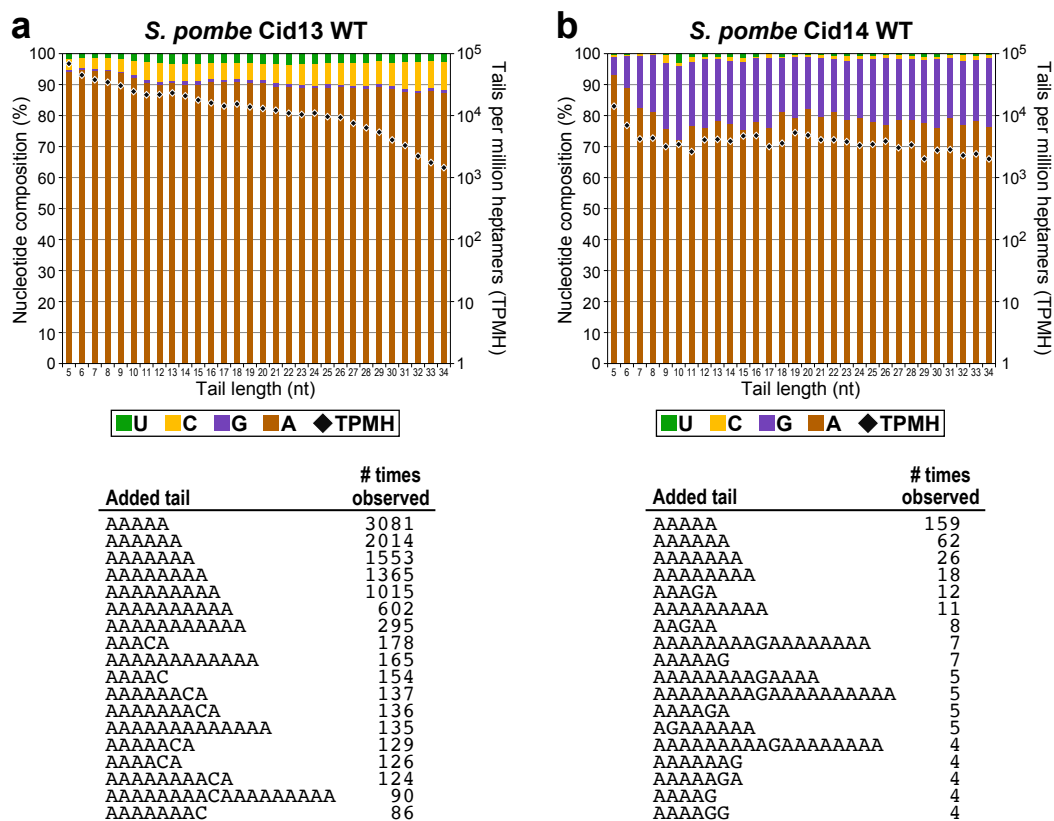 a
S. pombe Cid13 WT
Nucleotide composition (%)
100
90
80
70
60
50
40
30
20
10
0
10^5
10^4
10^3
10^2
10
1
Tails per million heptamers (TPMH)
5 6 7 8 9 10 11 12 13 14 15 16 17 18 19 20 21 22 23 24 25 26 27 28 29 30 31 32 33 34
Tail length (nt)
U C G A TPMH
Added tail # times observed
AAAAA 3081
AAAAAA 2014
AAAAAAA 1553
AAAAAAAA 1365
AAAAAAAAA 1015
AAAAAAAAAA 602
AAAAAAAAAAA 295
AAACA 178
AAAAAAAAAAAA 165
AAAAC 154
AAAAAACA 137
AAAAAAACA 136
AAAAAAAAAAAAA 135
AAAAACA 129
AAAACA 126
AAAAAAAACA 124
AAAAAAAACAAAAAAAAA 90
AAAAAAAC 86
b
S. pombe Cid14 WT
Nucleotide composition (%)
100
90
80
70
60
50
40
30
20
10
0
10^5
10^4
10^3
10^2
10
1
Tails per million heptamers (TPMH)
5 6 7 8 9 10 11 12 13 14 15 16 17 18 19 20 21 22 23 24 25 26 27 28 29 30 31 32 33 34
Tail length (nt)
U C G A TPMH
Added tail # times observed
AAAAA 159
AAAAAA 62
AAAAAAA 26
AAAAAAAA 18
AAAGA 12
AAAAAAAAA 11
AAGAA 8
AAAAAAAAGAAAAAAAA 7
AAAAAG 7
AAAAAAAAGAAAA 5
AAAAAAAAGAAAAAAAAAA 5
AAAAGA 5
AGAAAAAA 5
AAAAAAAAAGAAAAAAAA 4
AAAAAAG 4
AAAAAGA 4
AAAAG 4
AAAAGG 4